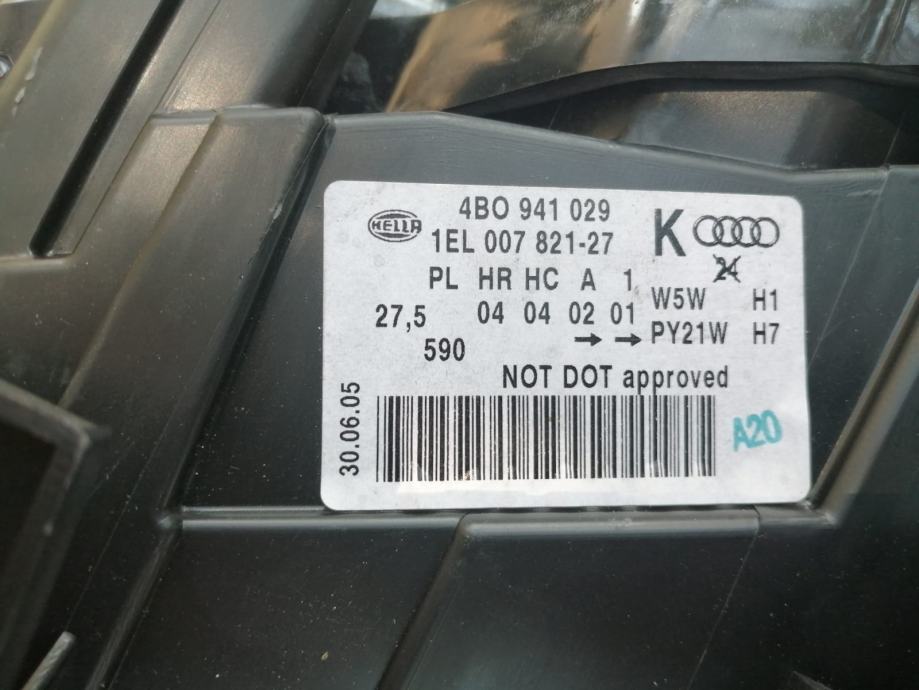 HELLA
4BO 941 029
1EL 007 821-27
K
24
PL HR HC A 1
W5W H1
27,5 04 04 02 01
→ → PY21W H7
590
NOT DOT approved
30.06.05
A20